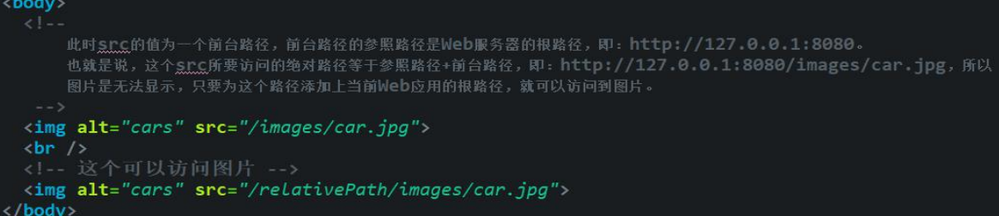 <body>
<!--
此时src的值为一个前台路径，前台路径的参照路径是Web服务器的根路径，即：http://127.0.0.1:8080。
也就是说，这个src所要访问的绝对路径等于参照路径+前台路径，即：http://127.0.0.1:8080/images/car.jpg，所以
图片是无法显示，只要为这个路径添加上当前Web应用的根路径，就可以访问到图片。
-->
<img alt="cars" src="/images/car.jpg">
<br />
<!-- 这个可以访问图片 -->
<img alt="cars" src="/relativePath/images/car.jpg">
</body>